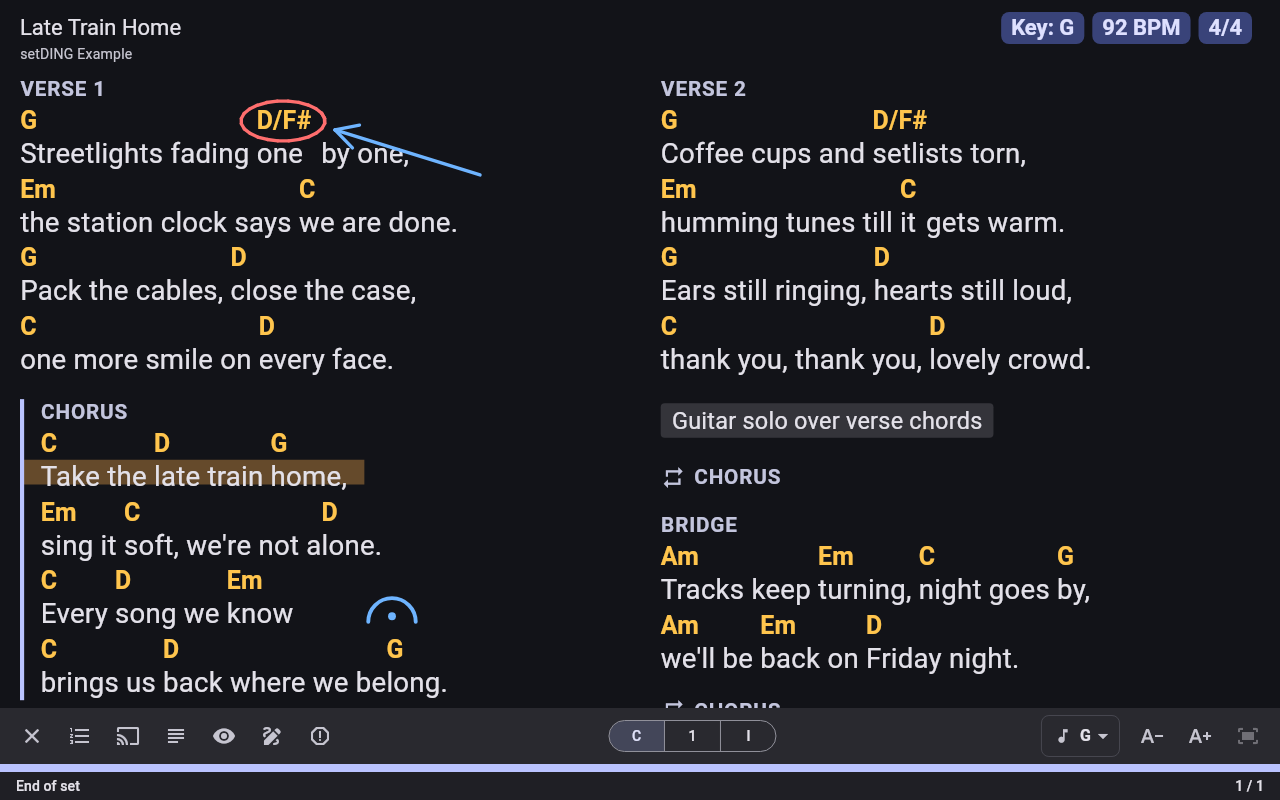 Late Train Home
setDING Example
Key: G 92 BPM 4/4
VERSE 1
G D/F#
Streetlights fading one by one,
Em C
the station clock says we are done.
G D
Pack the cables, close the case,
C D
one more smile on every face.
CHORUS
C D G
Take the late train home,
Em C D
sing it soft, we're not alone.
C D Em
Every song we know
C D G
brings us back where we belong.
VERSE 2
G D/F#
Coffee cups and setlists torn,
Em C
humming tunes till it gets warm.
G D
Ears still ringing, hearts still loud,
C D
thank you, thank you, lovely crowd.
Guitar solo over verse chords
CHORUS
BRIDGE
Am Em C G
Tracks keep turning, night goes by,
Am Em D
we'll be back on Friday night.
CHORUS
C 1 I
G A- A+
End of set 1 / 1